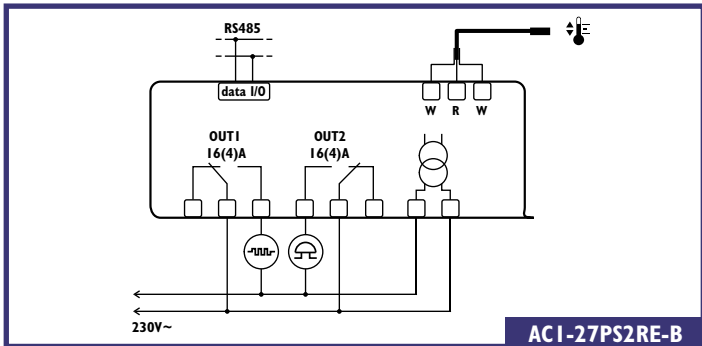 RS485
data I/O
W R W
OUT1 OUT2
16(4)A 16(4)A
230V~
AC1-27PS2RE-B